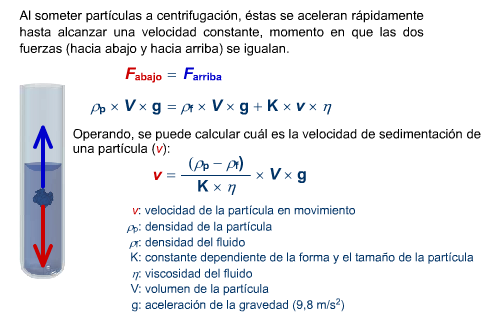 Al someter partículas a centrifugación, éstas se aceleran rápidamente
hasta alcanzar una velocidad constante, momento en que las dos
fuerzas (hacia abajo y hacia arriba) se igualan.
Fabajo = Farriba
ρp × V × g = ρf × V × g + K × v × η
Operando, se puede calcular cuál es la velocidad de sedimentación de
una partícula (v):
v = (ρp − ρf) / K × η × V × g
v: velocidad de la partícula en movimiento
ρp: densidad de la partícula
ρf: densidad del fluido
K: constante dependiente de la forma y el tamaño de la partícula
η: viscosidad del fluido
V: volumen de la partícula
g: aceleración de la gravedad (9,8 m/s²)